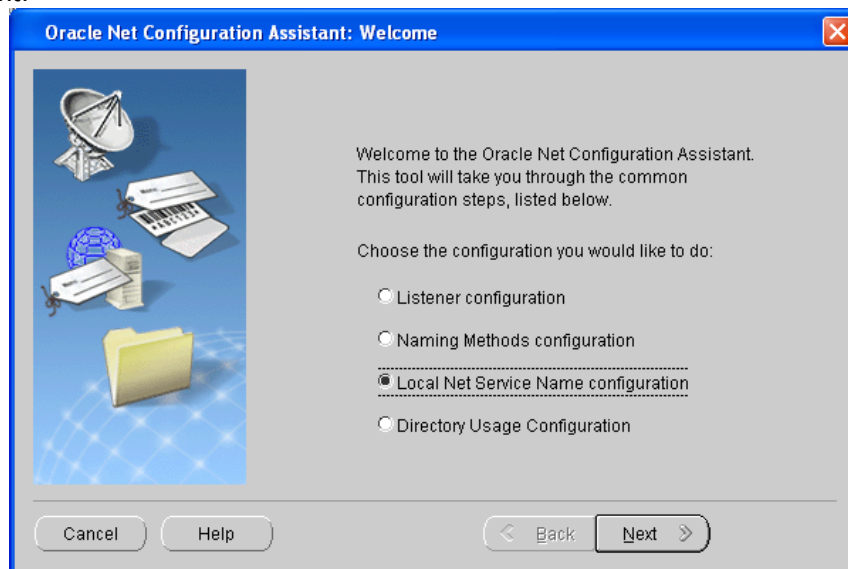 Oracle Net Configuration Assistant: Welcome
Welcome to the Oracle Net Configuration Assistant.
This tool will take you through the common
configuration steps, listed below.
Choose the configuration you would like to do:
Listener configuration
Naming Methods configuration
Local Net Service Name configuration
Directory Usage Configuration
Cancel
Help
Back
Next